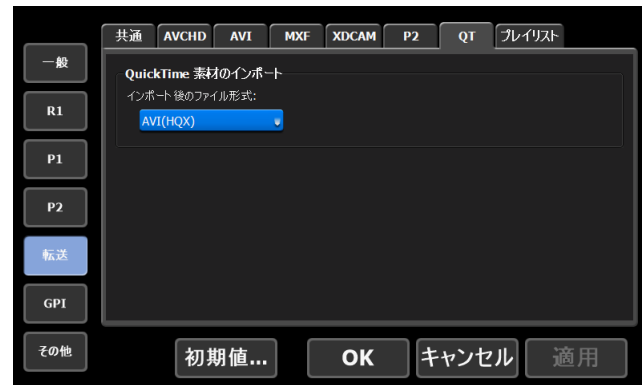 共通 AVCHD AVI MXF XDCAM P2 QT プレイリスト
一般
R1
P1
P2
転送
GPI
その他
QuickTime 素材のインポート
インポート後のファイル形式:
AVI(HQX)
初期値... OK キャンセル 適用